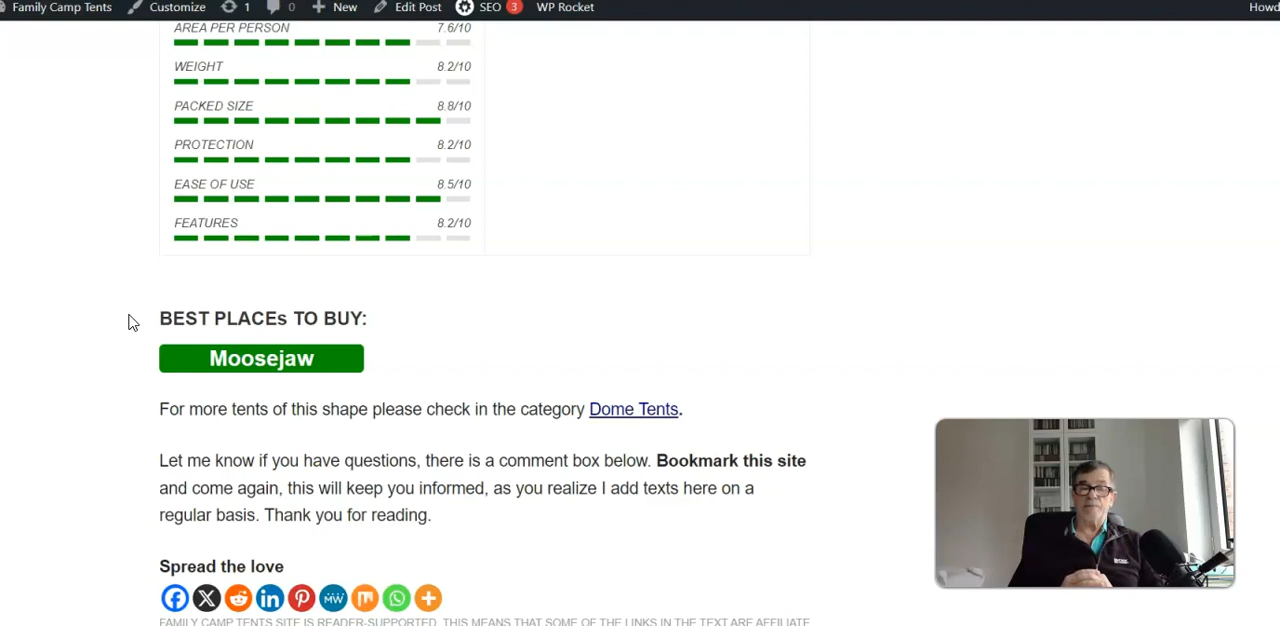 Family Camp Tents Customize 1 0 New Edit Post SEO 3 WP Rocket Howd
AREA PER PERSON 7.6/10
WEIGHT 8.2/10
PACKED SIZE 8.8/10
PROTECTION 8.2/10
EASE OF USE 8.5/10
FEATURES 8.2/10
BEST PLACEs TO BUY:
Moosejaw
For more tents of this shape please check in the category Dome Tents.
Let me know if you have questions, there is a comment box below. Bookmark this site
and come again, this will keep you informed, as you realize I add texts here on a
regular basis. Thank you for reading.
Spread the love
MW
FAMILY CAMP TENTS SITE IS READER-SUPPORTED. THIS MEANS THAT SOME OF THE LINKS IN THE TEXT ARE AFFILIATE